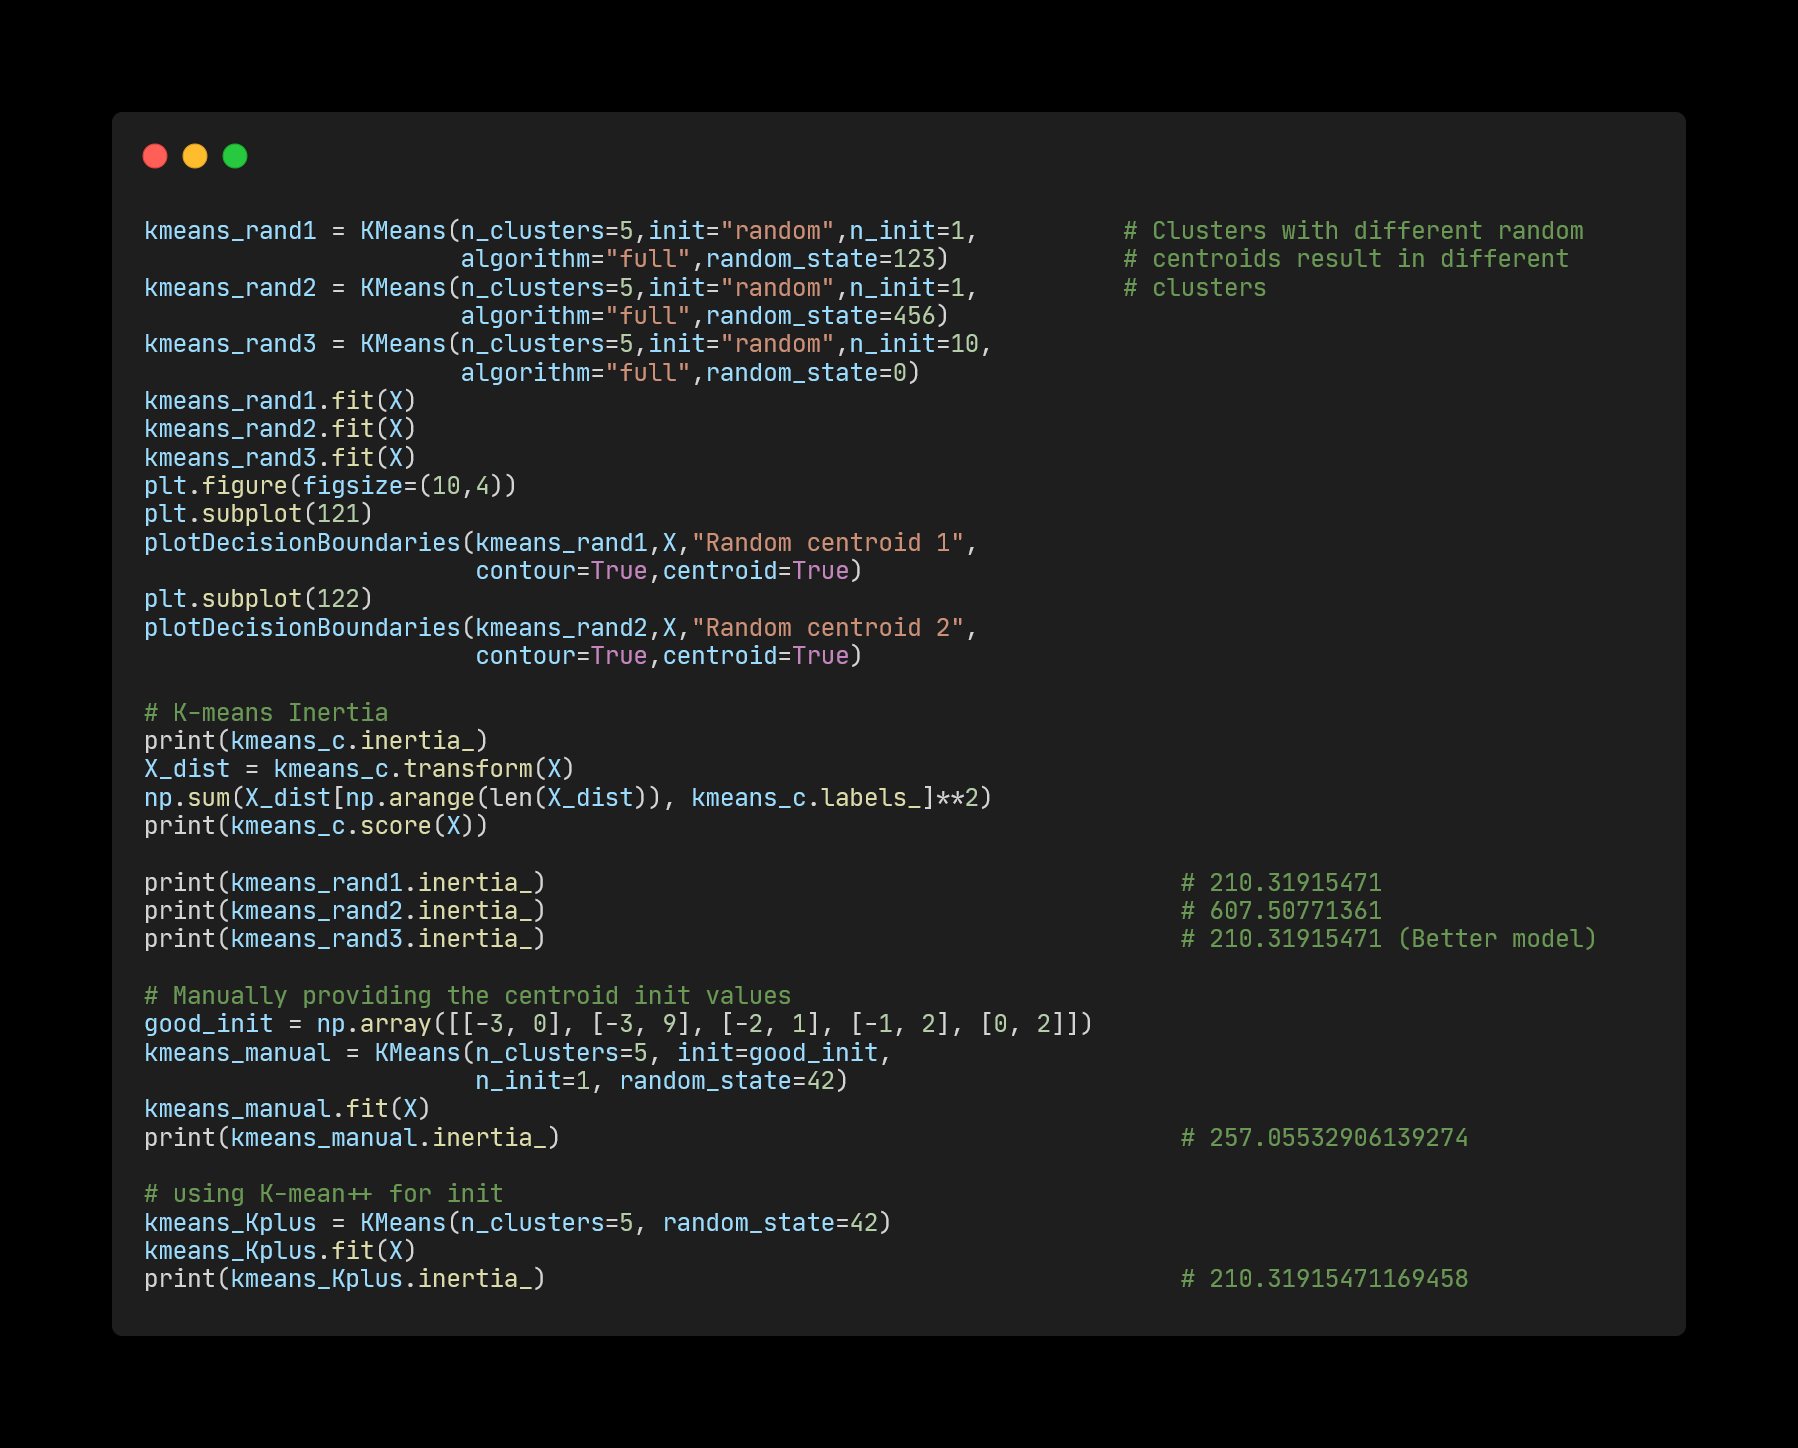 kmeans_rand1 = KMeans(n_clusters=5,init="random",n_init=1,          # Clusters with different random
                      algorithm="full",random_state=123)            # centroids result in different
kmeans_rand2 = KMeans(n_clusters=5,init="random",n_init=1,          # clusters
                      algorithm="full",random_state=456)
kmeans_rand3 = KMeans(n_clusters=5,init="random",n_init=10,
                      algorithm="full",random_state=0)
kmeans_rand1.fit(X)
kmeans_rand2.fit(X)
kmeans_rand3.fit(X)
plt.figure(figsize=(10,4))
plt.subplot(121)
plotDecisionBoundaries(kmeans_rand1,X,"Random centroid 1",
                       contour=True,centroid=True)
plt.subplot(122)
plotDecisionBoundaries(kmeans_rand2,X,"Random centroid 2",
                       contour=True,centroid=True)

# K-means Inertia
print(kmeans_c.inertia_)
X_dist = kmeans_c.transform(X)
np.sum(X_dist[np.arange(len(X_dist)), kmeans_c.labels_]**2)
print(kmeans_c.score(X))

print(kmeans_rand1.inertia_)                                            # 210.31915471
print(kmeans_rand2.inertia_)                                            # 607.50771361
print(kmeans_rand3.inertia_)                                            # 210.31915471 (Better model)

# Manually providing the centroid init values
good_init = np.array([[-3, 0], [-3, 9], [-2, 1], [-1, 2], [0, 2]])
kmeans_manual = KMeans(n_clusters=5, init=good_init,
                       n_init=1, random_state=42)
kmeans_manual.fit(X)
print(kmeans_manual.inertia_)                                           # 257.05532906139274

# using K-mean++ for init
kmeans_Kplus = KMeans(n_clusters=5, random_state=42)
kmeans_Kplus.fit(X)
print(kmeans_Kplus.inertia_)                                            # 210.31915471169458